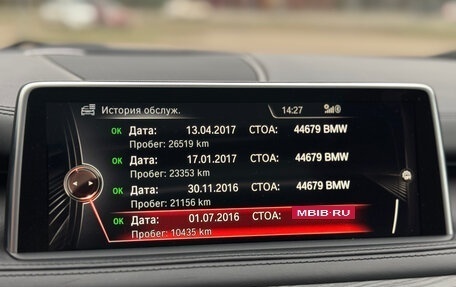 История обслуж. 14:27
OK Дата: 13.04.2017 СТОА: 44679 BMW
Пробег: 26519 km
OK Дата: 17.01.2017 СТОА: 44679 BMW
Пробег: 23353 km
OK Дата: 30.11.2016 СТОА: 44679 BMW
Пробег: 21156 km
OK Дата: 01.07.2016 СТОА: MBIB·RU
Пробег: 10435 km